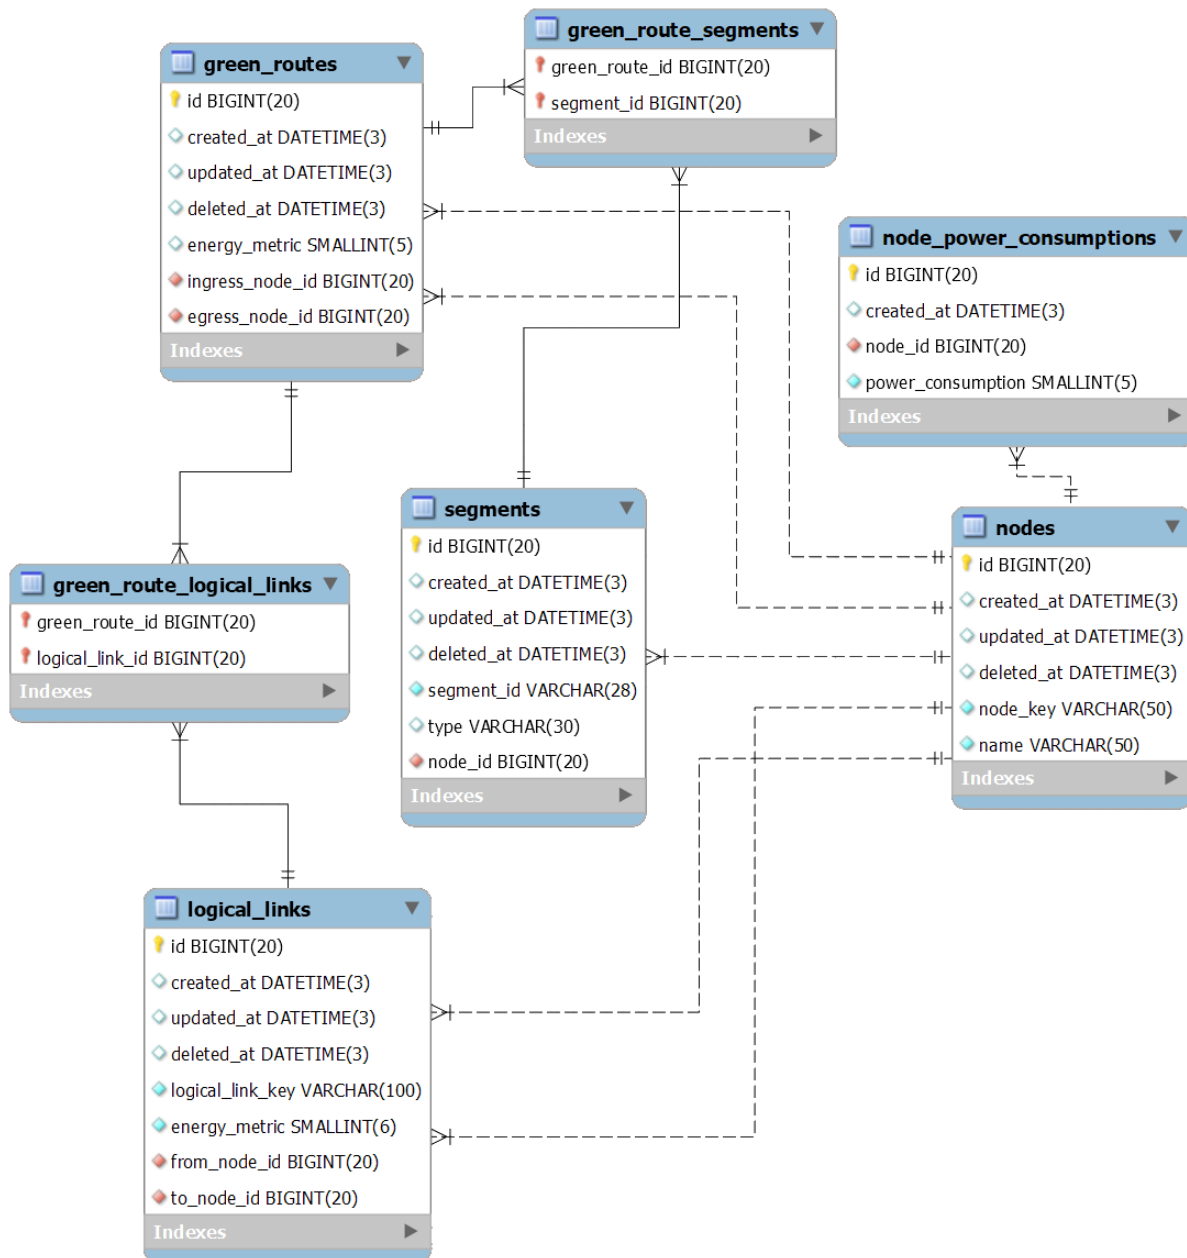 green_route_segments
green_route_id BIGINT(20)
segment_id BIGINT(20)
Indexes
green_routes
id BIGINT(20)
created_at DATETIME(3)
updated_at DATETIME(3)
deleted_at DATETIME(3)
energy_metric SMALLINT(5)
ingress_node_id BIGINT(20)
egress_node_id BIGINT(20)
Indexes
node_power_consumptions
id BIGINT(20)
created_at DATETIME(3)
node_id BIGINT(20)
power_consumption SMALLINT(5)
Indexes
segments
id BIGINT(20)
created_at DATETIME(3)
updated_at DATETIME(3)
deleted_at DATETIME(3)
segment_id VARCHAR(28)
type VARCHAR(30)
node_id BIGINT(20)
Indexes
nodes
id BIGINT(20)
created_at DATETIME(3)
updated_at DATETIME(3)
deleted_at DATETIME(3)
node_key VARCHAR(50)
name VARCHAR(50)
Indexes
green_route_logical_links
green_route_id BIGINT(20)
logical_link_id BIGINT(20)
Indexes
logical_links
id BIGINT(20)
created_at DATETIME(3)
updated_at DATETIME(3)
deleted_at DATETIME(3)
logical_link_key VARCHAR(100)
energy_metric SMALLINT(6)
from_node_id BIGINT(20)
to_node_id BIGINT(20)
Indexes